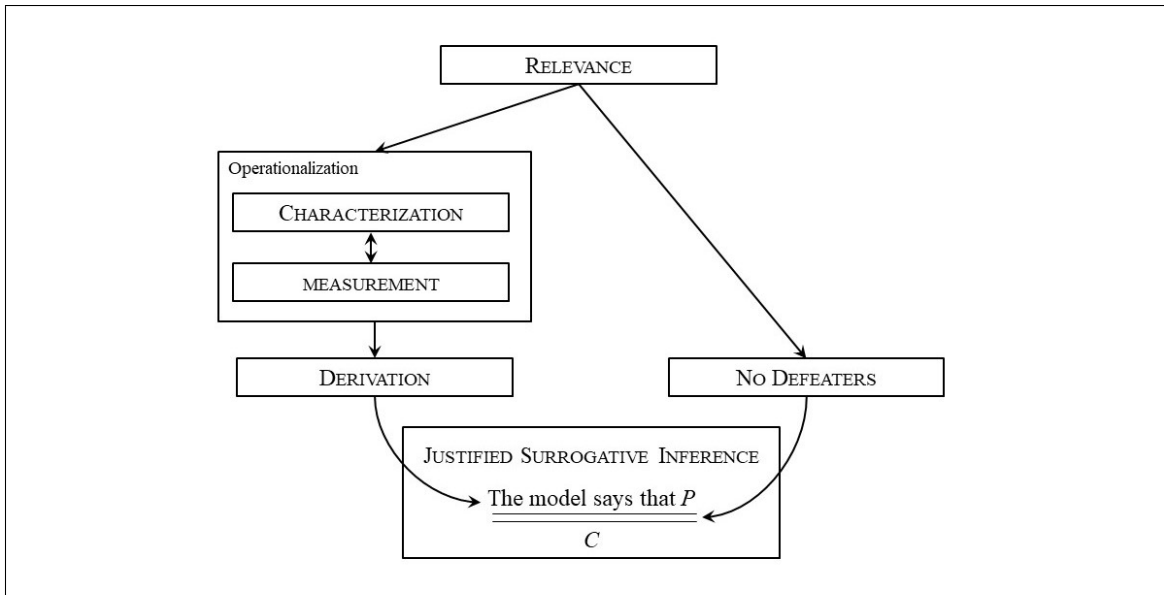 RELEVANCE
Operationalization
CHARACTERIZATION
MEASUREMENT
DERIVATION
NO DEFEATERS
JUSTIFIED SURROGATIVE INFERENCE
The model says that P
C